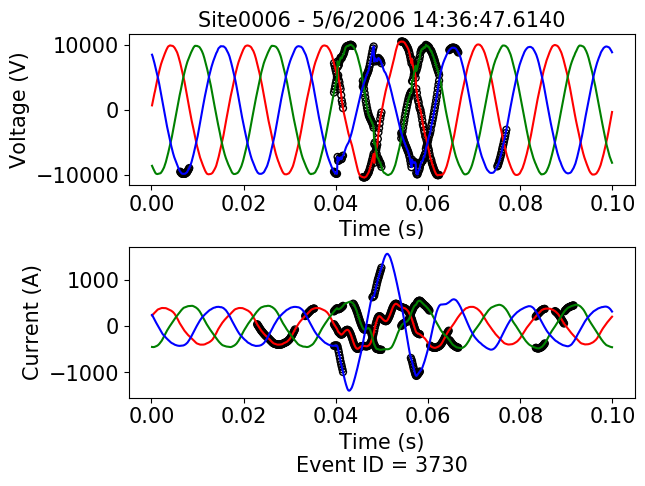 Site0006 - 5/6/2006 14:36:47.6140
Voltage (V)
10000
0
−10000
0.00 0.02 0.04 0.06 0.08 0.10
Time (s)
Current (A)
1000
0
−1000
0.00 0.02 0.04 0.06 0.08 0.10
Time (s)
Event ID = 3730